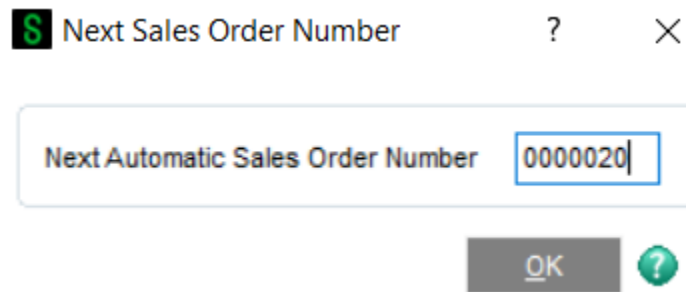 S Next Sales Order Number ? ×
Next Automatic Sales Order Number 0000020
OK ?